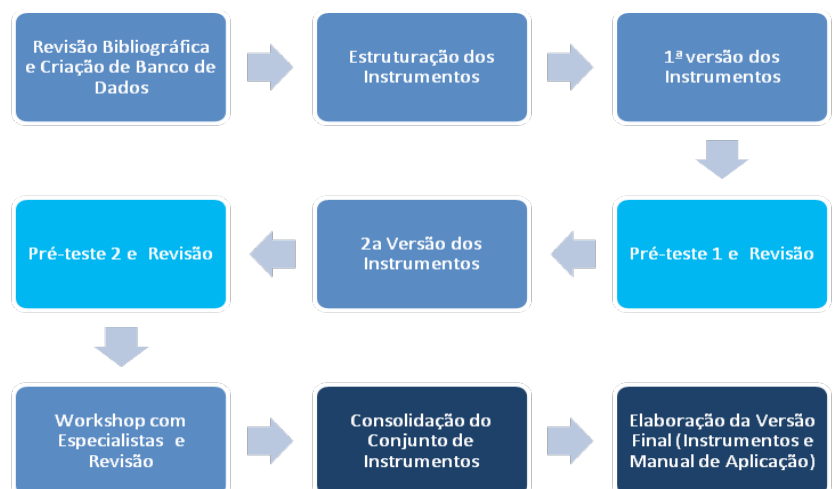 Revisão Bibliográfica
e Criação de Banco de
Dados
Estruturação dos
Instrumentos
1ª versão dos
Instrumentos
Pré-teste 1 e Revisão
2a Versão dos
Instrumentos
Pré-teste 2 e Revisão
Workshop com
Especialistas e
Revisão
Consolidação do
Conjunto de
Instrumentos
Elaboração da Versão
Final (Instrumentos e
Manual de Aplicação)